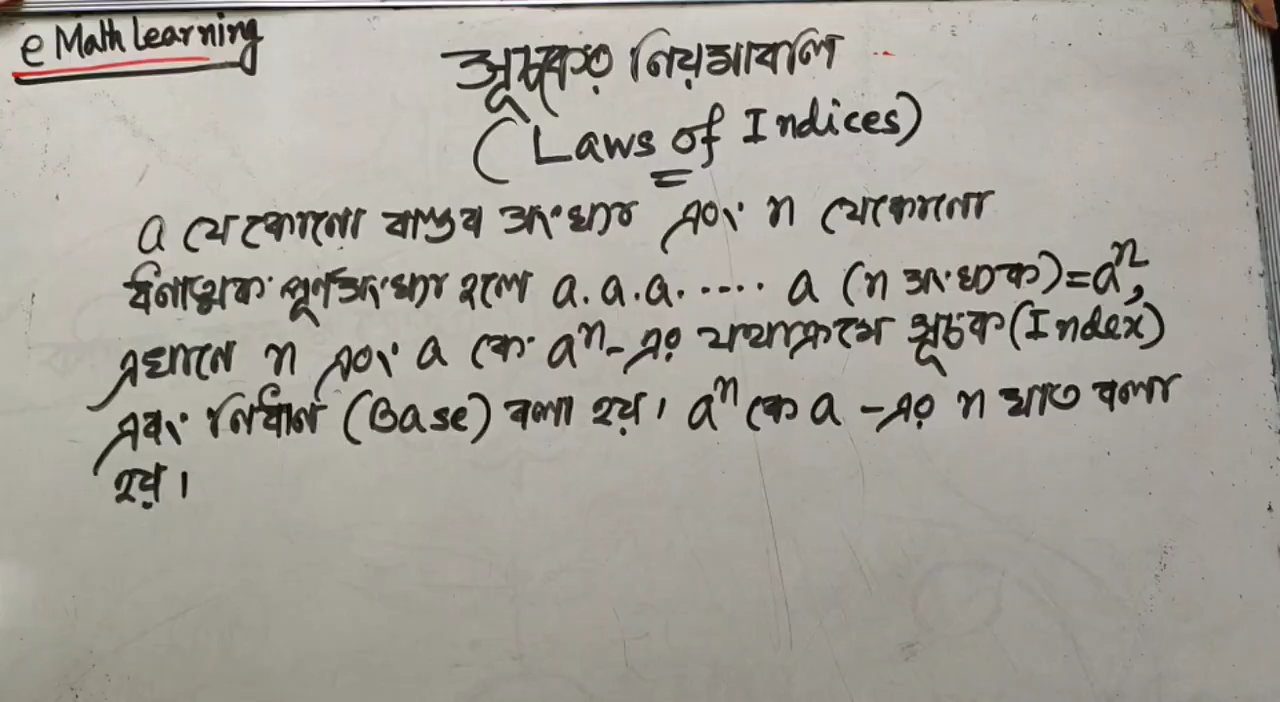 e Math Learning
সূচকের নিয়মাবলি
(Laws of Indices)
a যেকোনো বাস্তব সংখ্যা এবং n যেকোনো
ধনাত্মক পূর্ণসংখ্যা হলে a. a. a. ..... a (n সংখ্যক) = aⁿ,
এখানে n এবং a কে aⁿ - এর যথাক্রমে সূচক (Index)
এবং নিধান (Base) বলা হয়। aⁿ কে a - এর n ঘাত বলা
হয়।